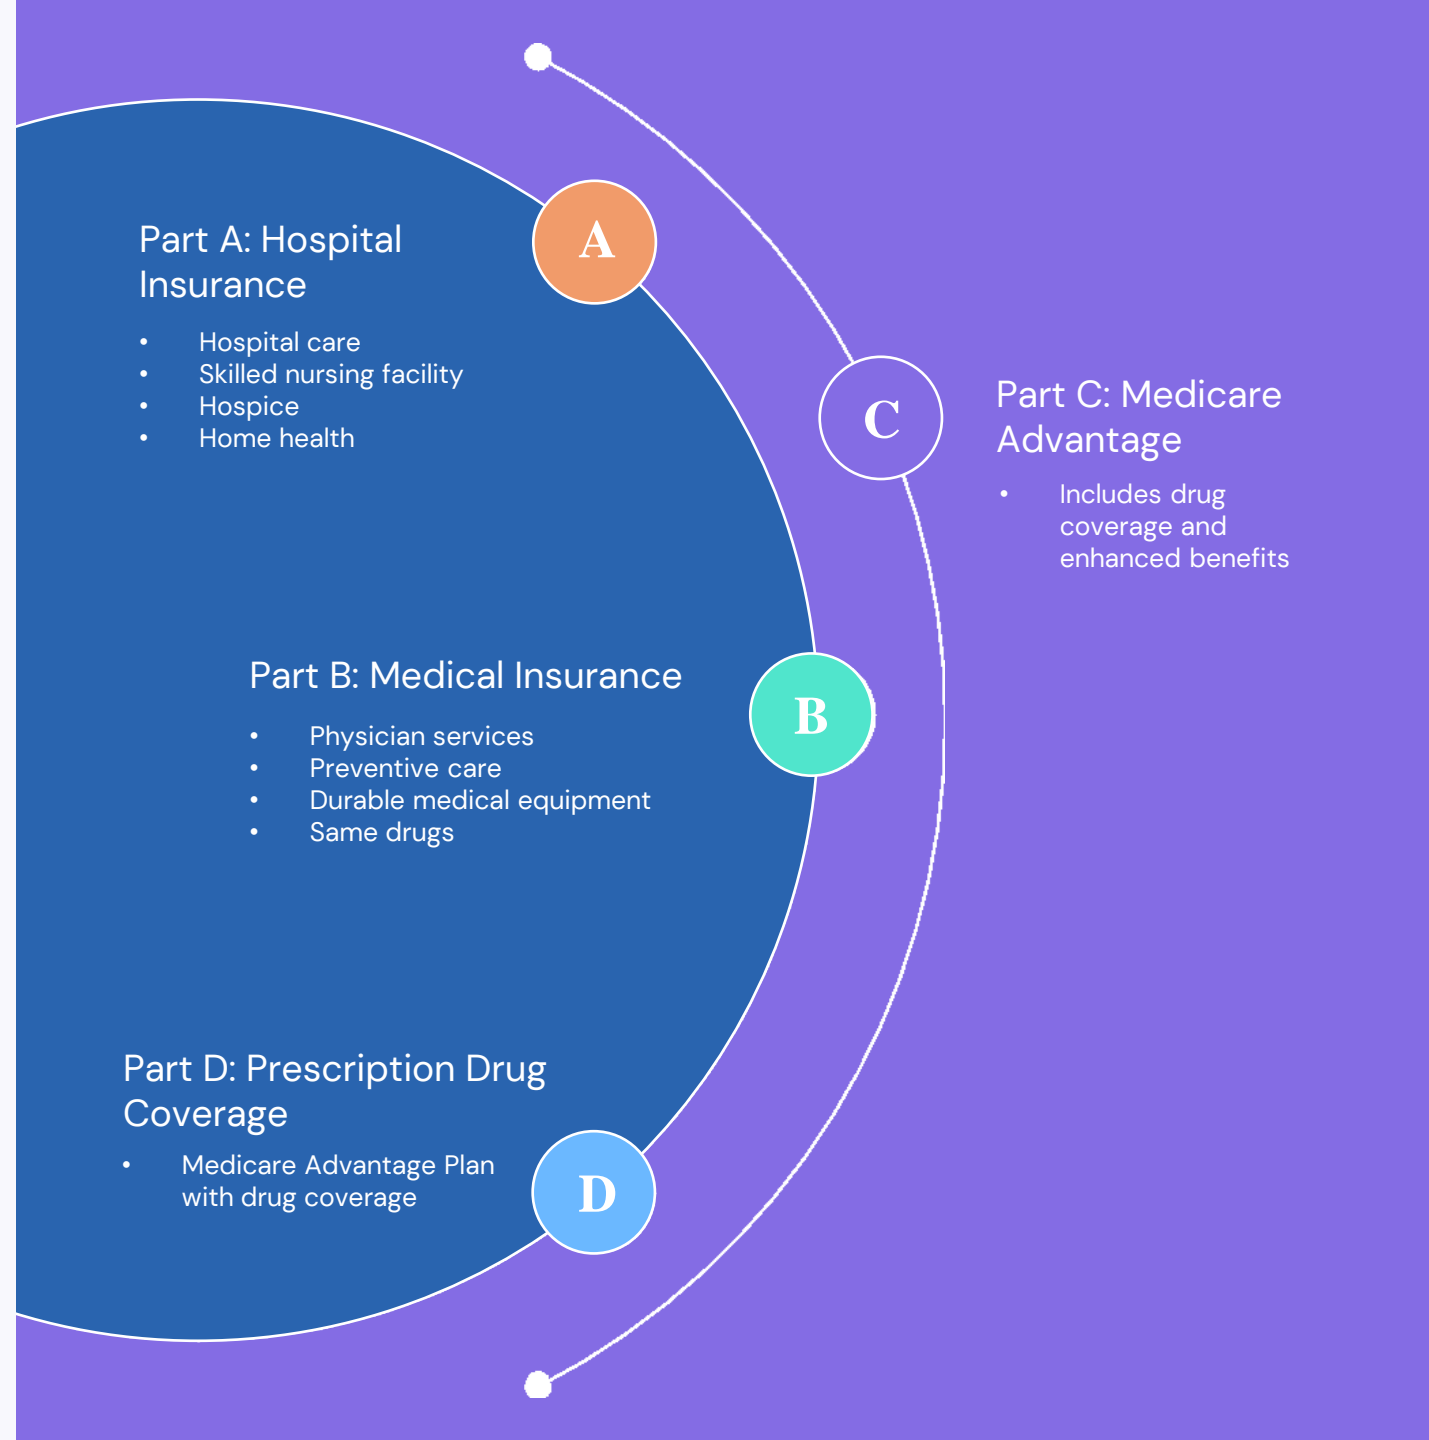 A
Part A: Hospital
Insurance
• Hospital care
• Skilled nursing facility
• Hospice
• Home health
C
Part C: Medicare
Advantage
• Includes drug
coverage and
enhanced benefits
B
Part B: Medical Insurance
• Physician services
• Preventive care
• Durable medical equipment
• Same drugs
Part D: Prescription Drug
Coverage
• Medicare Advantage Plan
with drug coverage
D